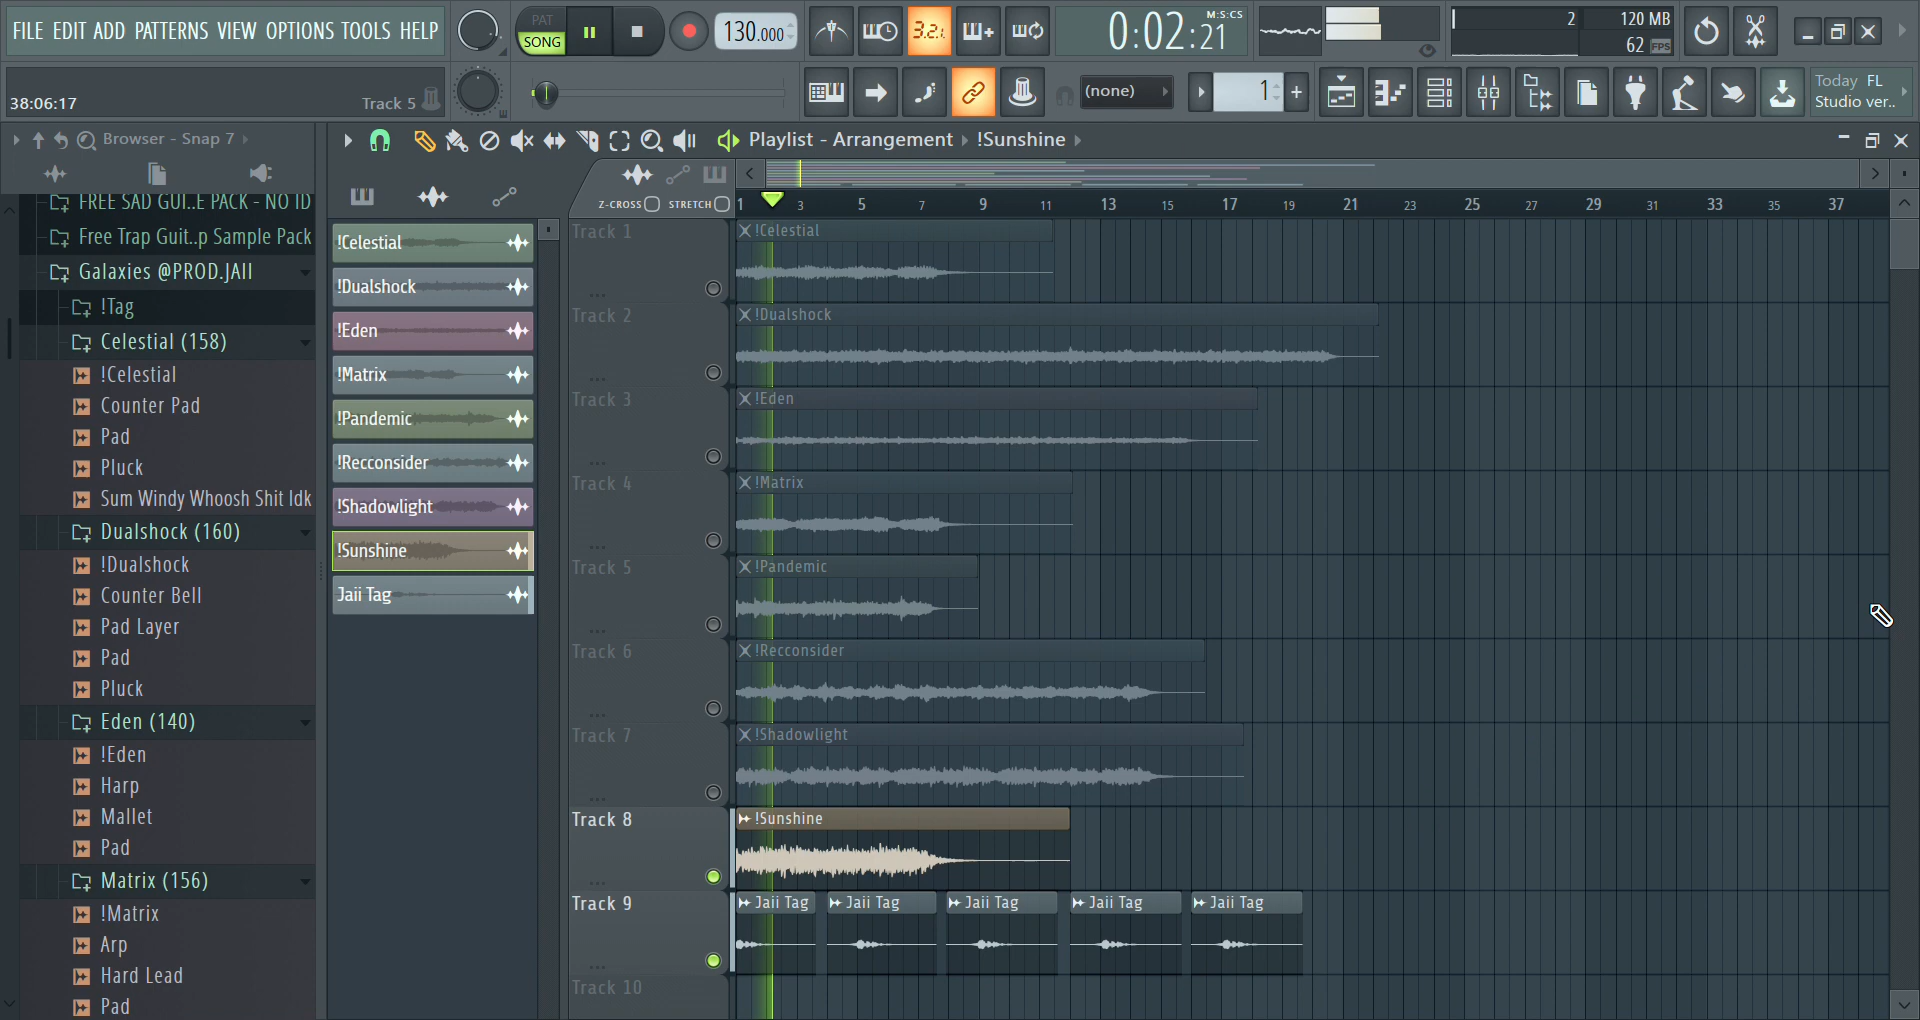 FILE EDIT ADD PATTERNS VIEW OPTIONS TOOLS HELP
PAT
SONG
130.000
3.2.
0:02:21
M:S:CS
2
120 MB
62 FPS
38:06:17
Track 5
(none)
1
Today FL
Studio ver..
Browser - Snap 7
Playlist - Arrangement
!Sunshine
Z-CROSS
STRETCH
1 3 5 7 9 11 13 15 17 19 21 23 25 27 29 31 33 35 37
FREE SAD GUI..E PACK - NO ID
Free Trap Guit..p Sample Pack
Galaxies @PROD.JAII
!Tag
Celestial (158)
!Celestial
Counter Pad
Pad
Pluck
Sum Windy Whoosh Shit Idk
Dualshock (160)
!Dualshock
Counter Bell
Pad Layer
Pad
Pluck
Eden (140)
!Eden
Harp
Mallet
Pad
Matrix (156)
!Matrix
Arp
Hard Lead
Pad
!Celestial
!Dualshock
!Eden
!Matrix
!Pandemic
!Recconsider
!Shadowlight
!Sunshine
Jaii Tag
Track 1
!Celestial
Track 2
!Dualshock
Track 3
!Eden
Track 4
!Matrix
Track 5
!Pandemic
Track 6
!Recconsider
Track 7
!Shadowlight
Track 8
!Sunshine
Track 9
Jaii Tag
Jaii Tag
Jaii Tag
Jaii Tag
Jaii Tag
Track 10